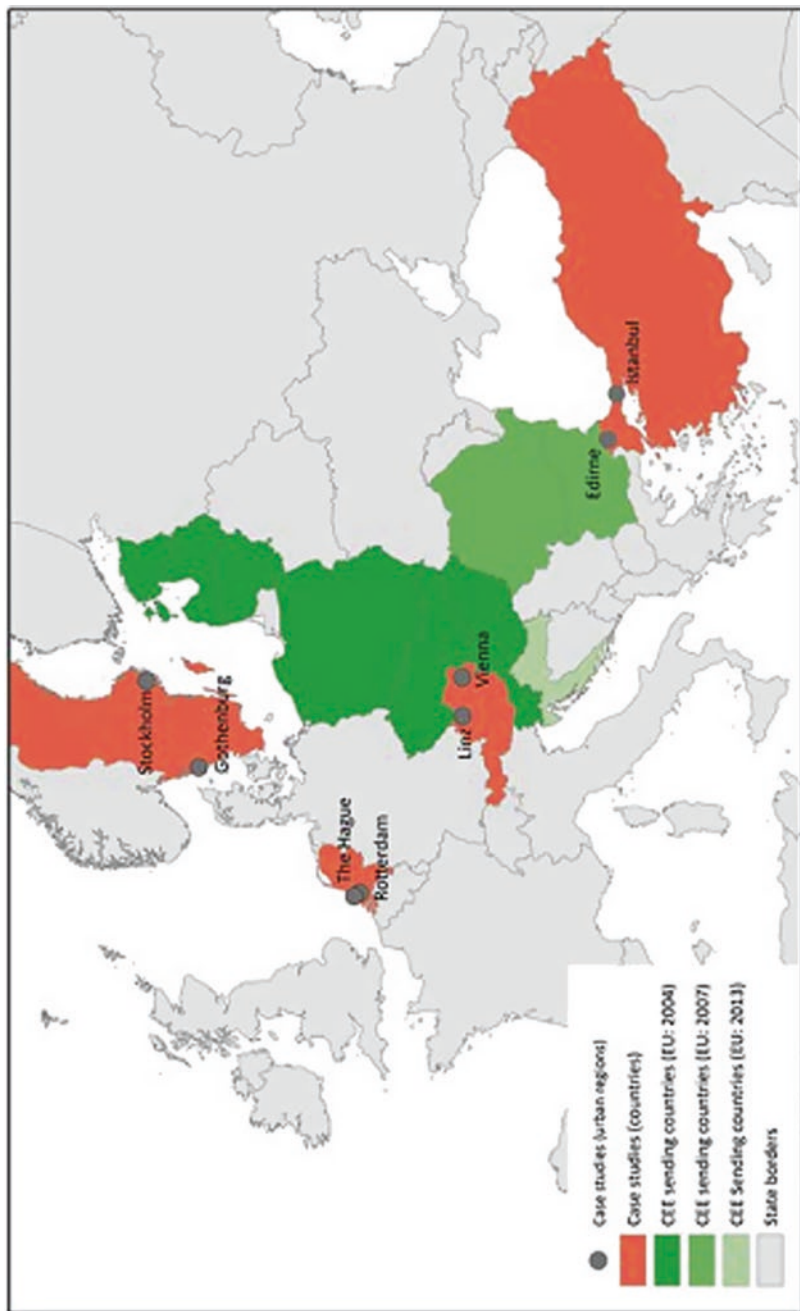 Stockholm
Gothenburg
The Hague
Rotterdam
Linz
Vienna
Edirne
Istanbul
Case studies (urban regions)
Case studies (countries)
CEE sending countries (EU: 2004)
CEE sending countries (EU: 2007)
CEE Sending countries (EU: 2013)
State borders